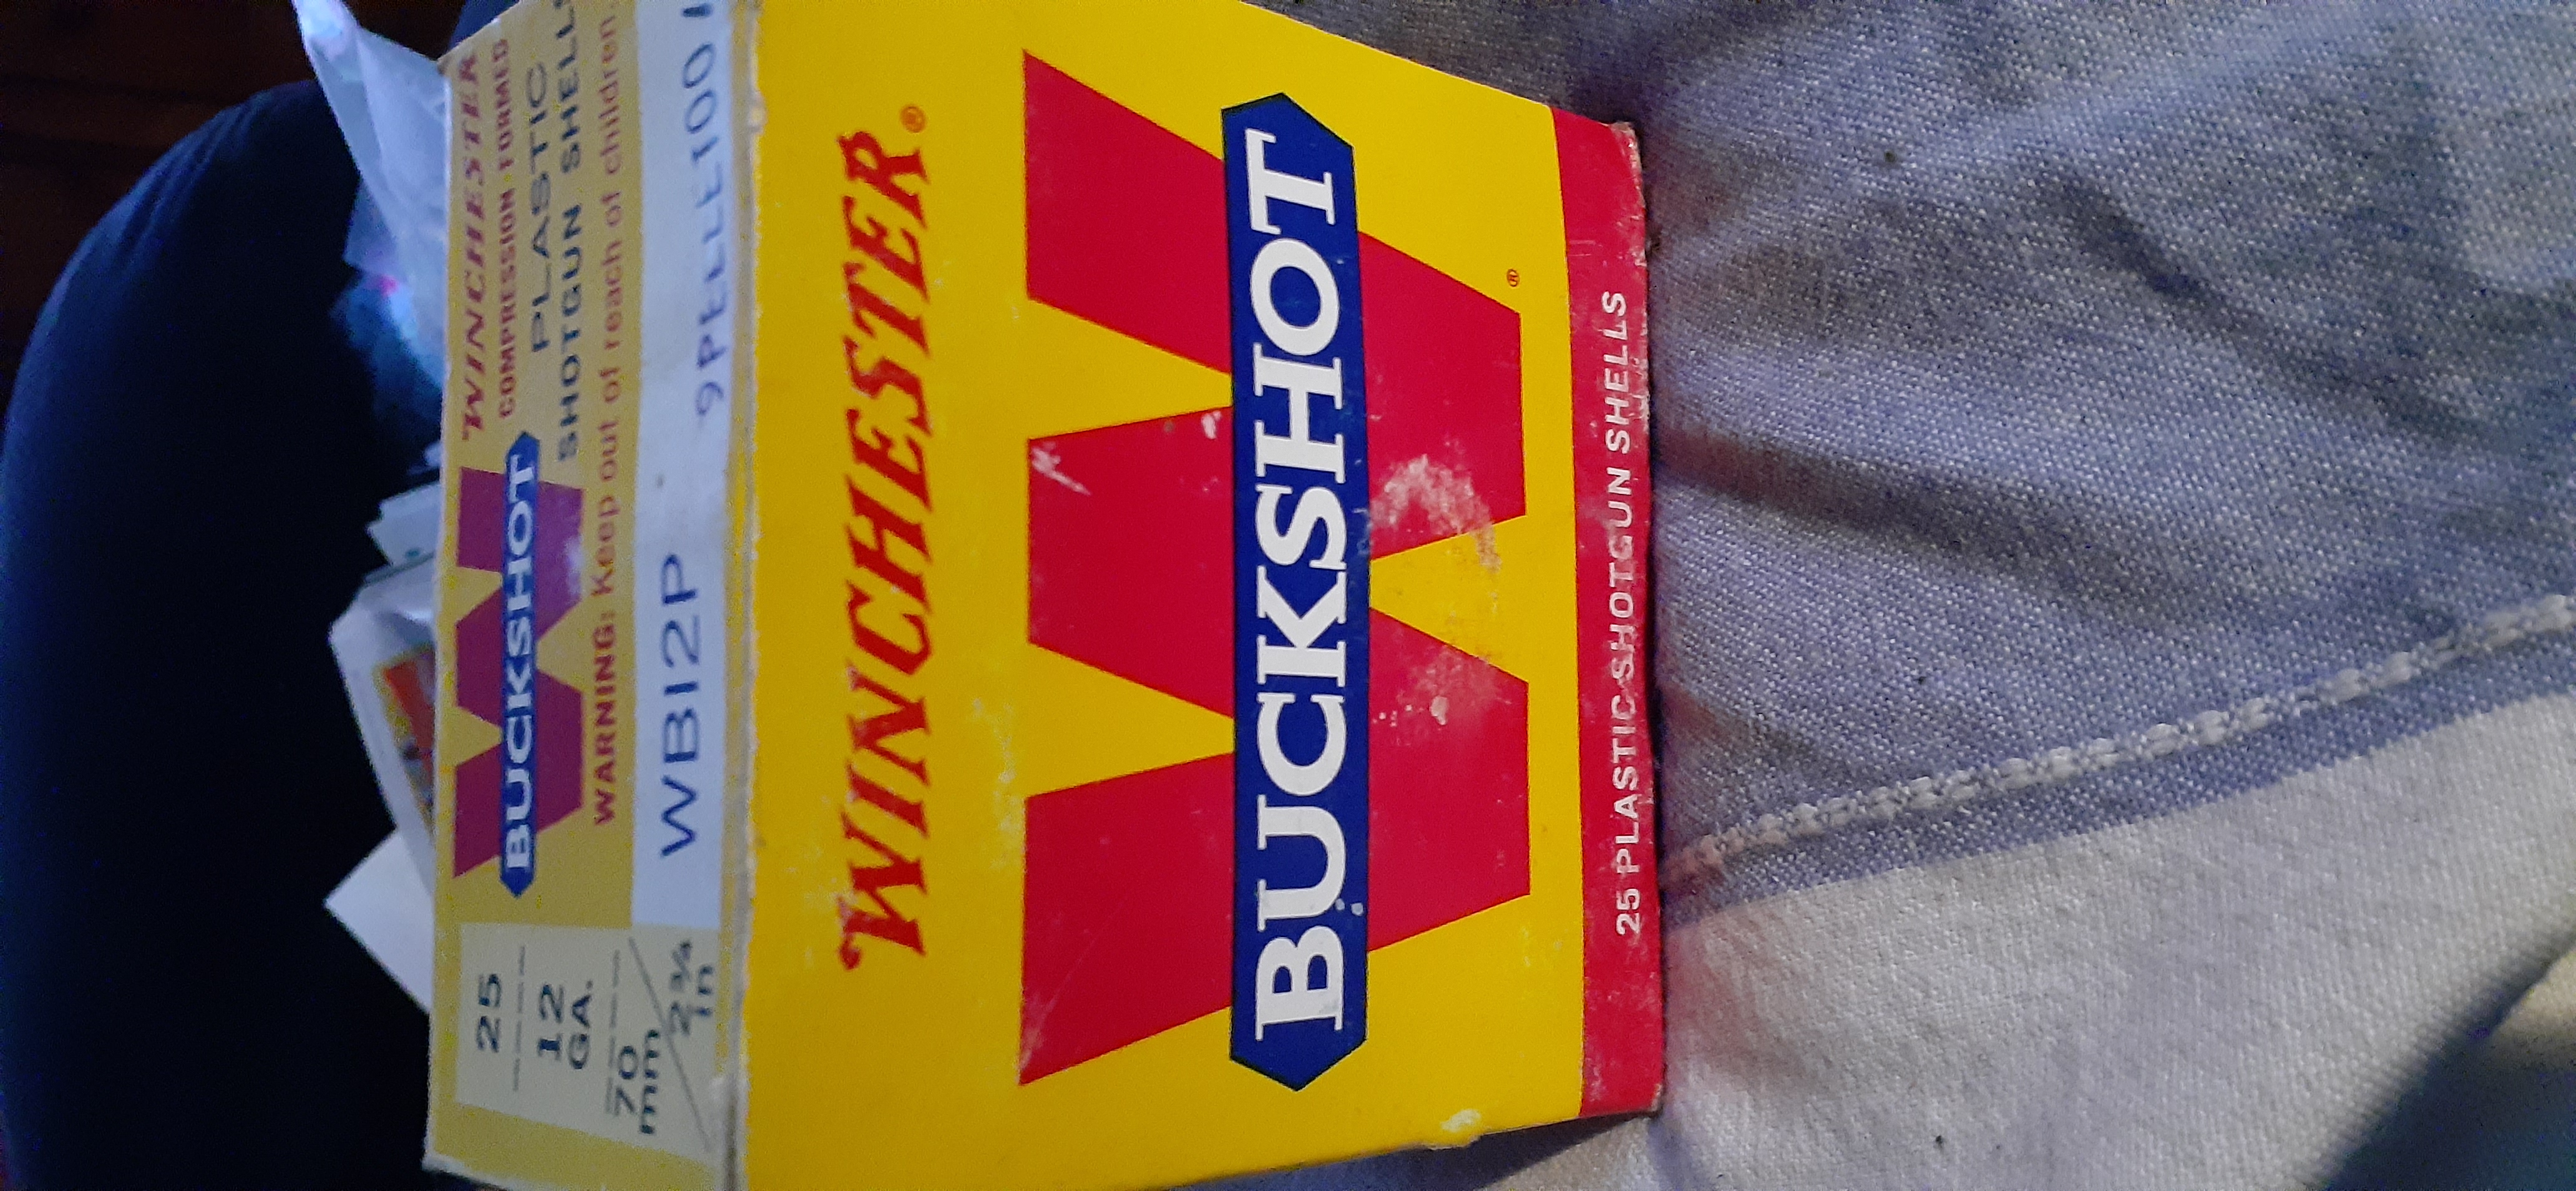 WINCHESTER
COMPRESSION-FORMED
PLASTIC
SHOTGUN SHELLS
BUCKSHOT
WARNING: Keep out of reach of children.
25
12
GA.
70
mm
2¾
in
WB12P 9PELLET00
WINCHESTER®
BUCKSHOT
®
25 PLASTIC SHOTGUN SHELLS